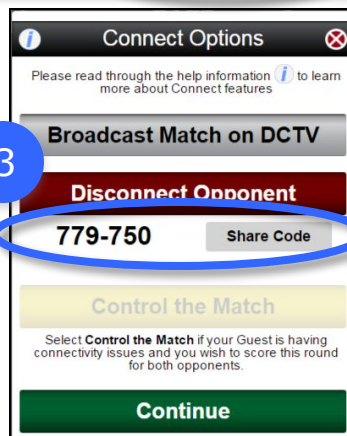 i Connect Options
Please read through the help information i to learn
more about Connect features
Broadcast Match on DCTV
3
Disconnect Opponent
779-750 Share Code
Control the Match
Select Control the Match if your Guest is having
connectivity issues and you wish to score this round
for both opponents.
Continue